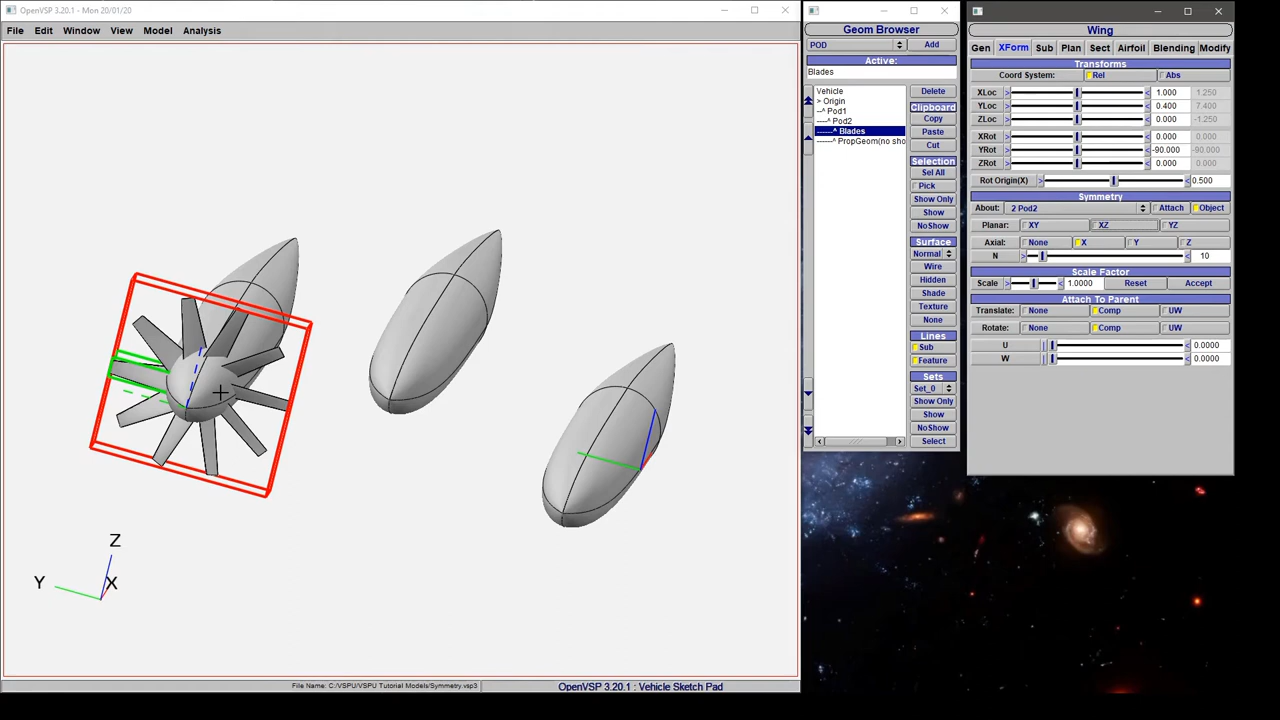 OpenVSP 3.20.1 - Mon 20/01/20
File Edit Window View Model Analysis
Z
Y X
File Name: C:/VSPU/VSPU Tutorial Models/Symmetry.vsp3
OpenVSP 3.20.1 : Vehicle Sketch Pad
Geom Browser
POD Add
Active:
Blades
Vehicle
> Origin
--^ Pod1
----^ Pod2
------^ Blades
------^ PropGeom(no sho
Delete
Clipboard
Copy
Paste
Cut
Selection
Sel All
Pick
Show Only
Show
NoShow
Surface
Normal
Wire
Hidden
Shade
Texture
None
Lines
Sub
Feature
Sets
Set_0
Show Only
Show
NoShow
Select
Wing
Gen XForm Sub Plan Sect Airfoil Blending Modify
Transforms
Coord System: Rel Abs
XLoc > < 1.000 1.250
YLoc > < 0.400 7.400
ZLoc > < 0.000 -1.250
XRot > < 0.000 0.000
YRot > < -90.000 -90.000
ZRot > < 0.000 0.000
Rot Origin(X) > < 0.500
Symmetry
About: 2 Pod2 Attach Object
Planar: XY XZ YZ
Axial: None X Y Z
N > < 10
Scale Factor
Scale > < 1.0000 Reset Accept
Attach To Parent
Translate: None Comp UW
Rotate: None Comp UW
U < 0.0000
W < 0.0000